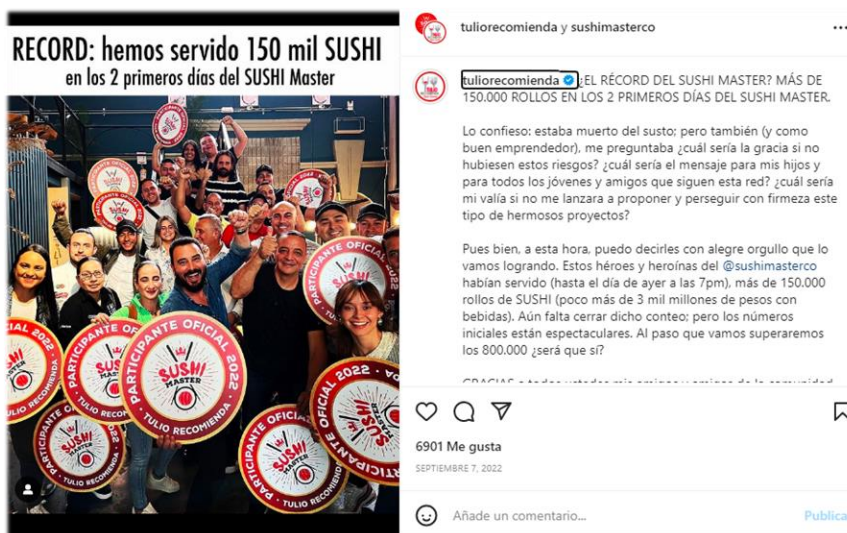 RECORD: hemos servido 150 mil SUSHI
en los 2 primeros días del SUSHI Master
PARTICIPANTE OFICIAL 2022
SUSHI
MASTER
TULIO RECOMIENDA
PARTICIPANTE OFICIAL 2022
SUSHI
MASTER
TULIO RECOMIENDA
tuliorecomienda y sushimasterco
tuliorecomienda ¿EL RÉCORD DEL SUSHI MASTER? MÁS DE
150.000 ROLLOS EN LOS 2 PRIMEROS DÍAS DEL SUSHI MASTER.
Lo confieso: estaba muerto del susto; pero también (y como
buen emprendedor), me preguntaba ¿cuál sería la gracia si no
hubiesen estos riesgos? ¿cuál sería el mensaje para mis hijos y
para todos los jóvenes y amigos que siguen esta red? ¿cuál sería
mi valía si no me lanzara a proponer y perseguir con firmeza este
tipo de hermosos proyectos?
Pues bien, a esta hora, puedo decirles con alegre orgullo que lo
vamos logrando. Estos héroes y heroínas del @sushimasterco
habían servido (hasta el día de ayer a las 7pm), más de 150.000
rollos de SUSHI (poco más de 3 mil millones de pesos con
bebidas). Aún falta cerrar dicho conteo; pero los números
iniciales están espectaculares. Al paso que vamos superaremos
los 800.000 ¿será que sí?
6901 Me gusta
SEPTIEMBRE 7, 2022
Añade un comentario...
Publica